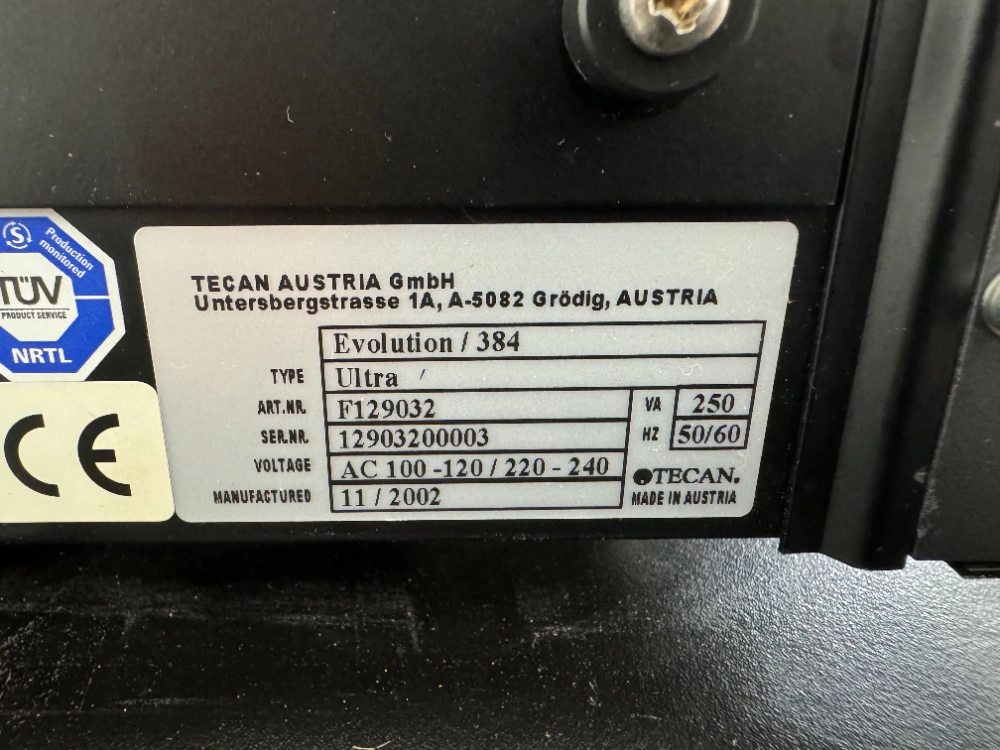 Production
monitored
TÜV
PRODUCT SERVICE
NRTL
CE
TECAN AUSTRIA GmbH
Untersbergstrasse 1A, A-5082 Grödig, AUSTRIA
Evolution / 384
TYPE Ultra
ART.NR. F129032 VA 250
SER.NR. 12903200003 HZ 50/60
VOLTAGE AC 100 -120 / 220 - 240 TECAN.
MANUFACTURED 11 / 2002 MADE IN AUSTRIA